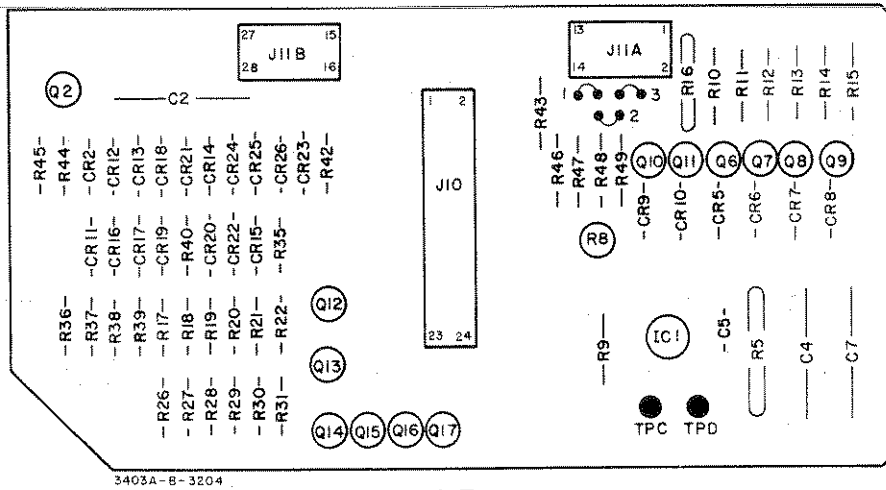 27 15
J11B
28 16
13 1
J11A
14 2
Q2
C2
1 2
J10
23 24
1 3
2
R43
R16
R10
R11
R12
R13
R14
R15
R45
R44
CR2
CR12
CR13
CR18
CR21
CR14
CR24
CR25
CR26
CR23
R42
R46
R47
R48
R49
Q10
Q11
Q6
Q7
Q8
Q9
CR9
CR10
CR5
CR6
CR7
CR8
R8
CR11
CR16
CR17
CR19
R40
CR20
CR22
CR15
R35
Q12
R36
R37
R38
R39
R17
R18
R19
R20
R21
R22
Q13
R9
IC1
C5
R5
C4
C7
R26
R27
R28
R29
R30
R31
Q14
Q15
Q16
Q17
TPC
TPD
3403A-B-3204